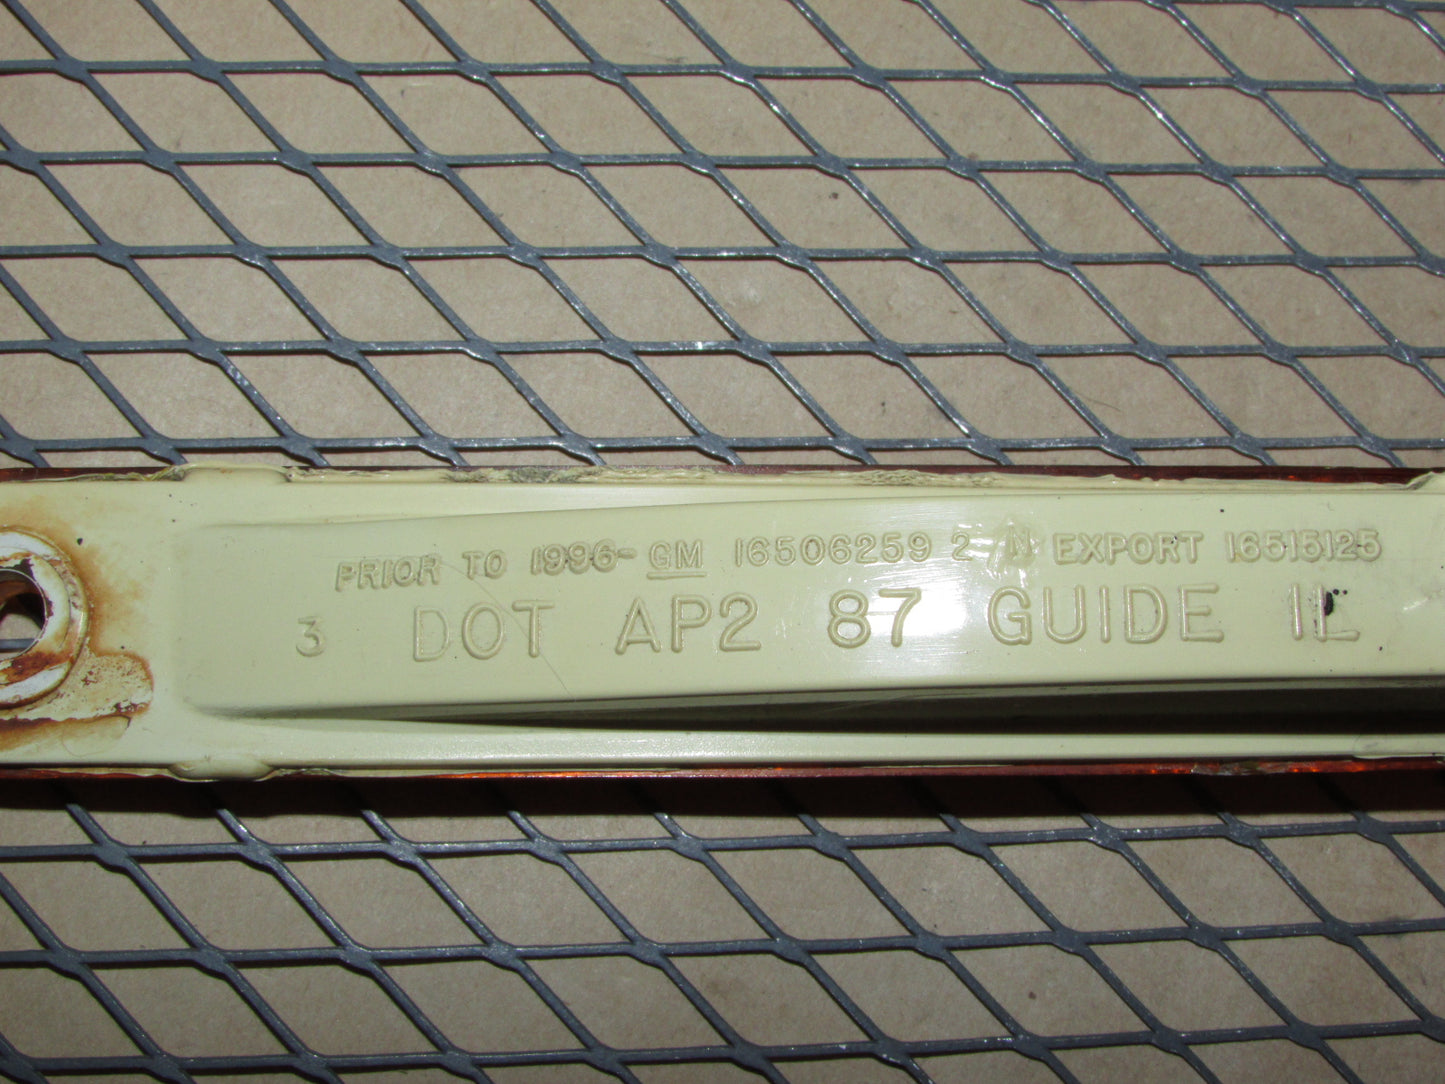 PRIOR TO 1996- GM 16506259 2-N EXPORT 16515125
3 DOT AP2 87 GUIDE IL